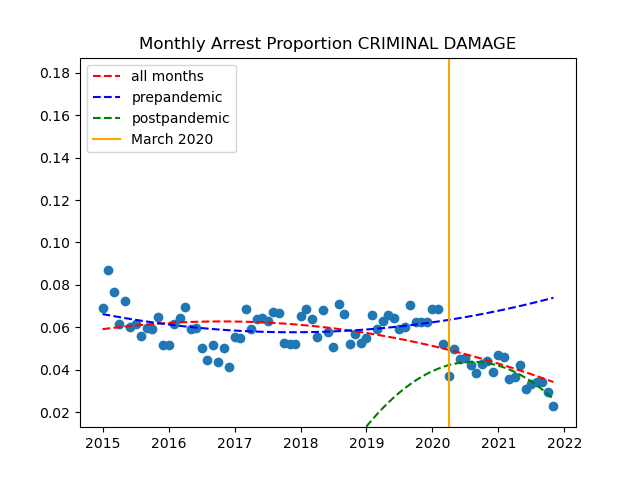 Monthly Arrest Proportion CRIMINAL DAMAGE
all months
prepandemic
postpandemic
March 2020
0.18
0.16
0.14
0.12
0.10
0.08
0.06
0.04
0.02
2015 2016 2017 2018 2019 2020 2021 2022